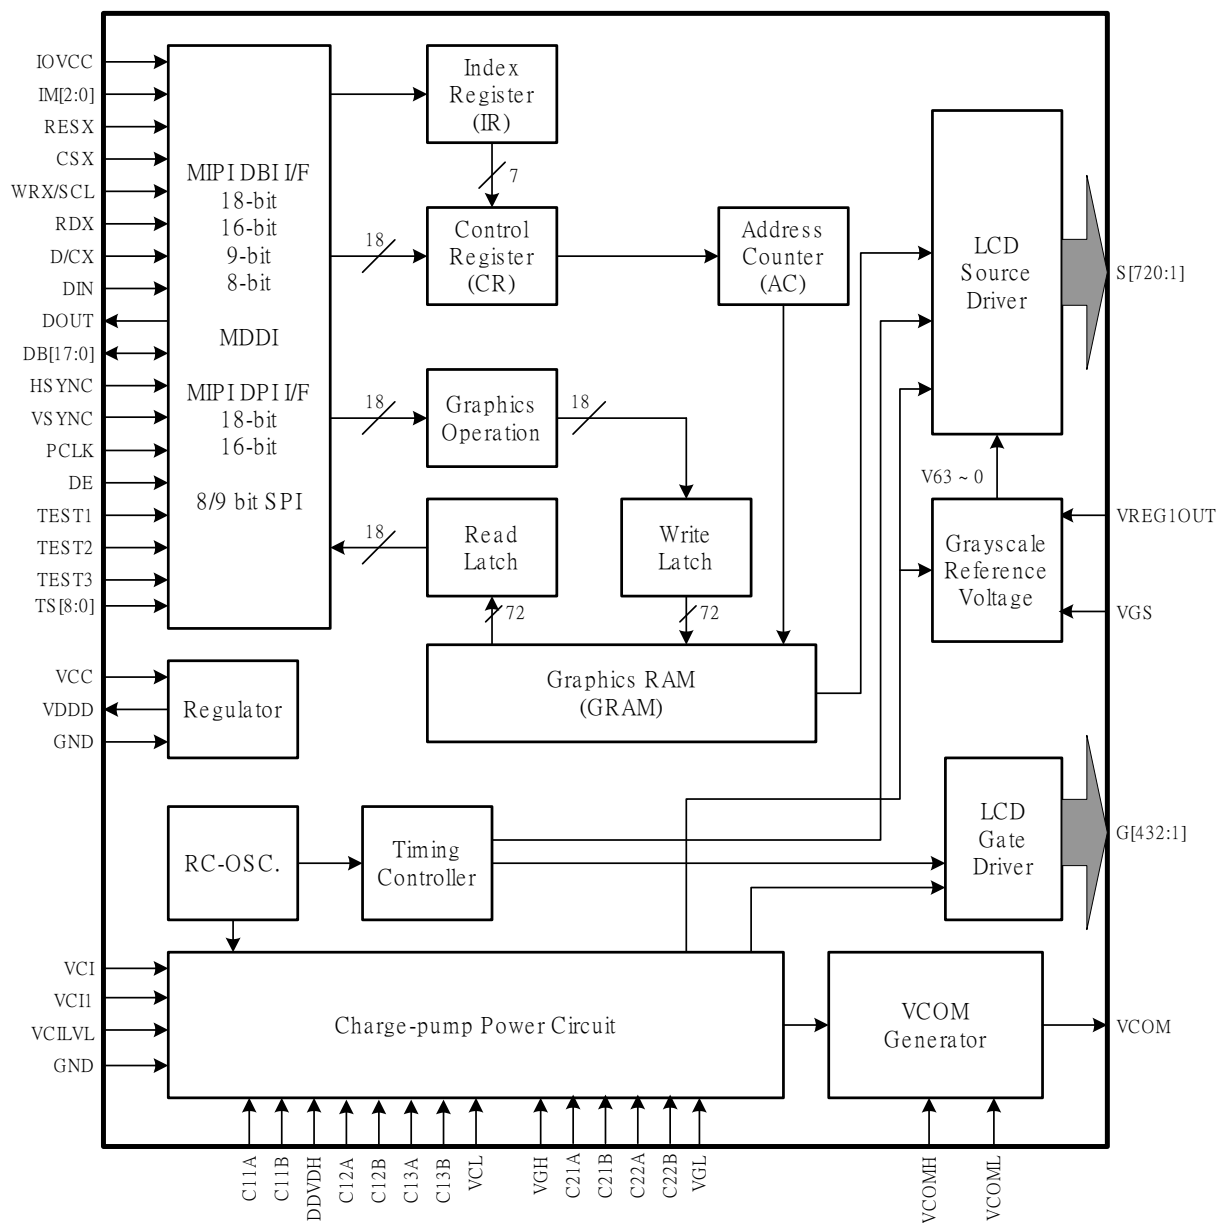 IOVCC
IM[2:0]
RESX
CSX
WRX/SCL
RDX
D/CX
DIN
DOUT
DB[17:0]
HSYNC
VSYNC
PCLK
DE
TEST1
TEST2
TEST3
TS[8:0]
MIPI DBI I/F
18-bit
16-bit
9-bit
8-bit
MDDI
MIPI DPI I/F
18-bit
16-bit
8/9 bit SPI
Index
Register
(IR)
7
18
Control
Register
(CR)
Address
Counter
(AC)
LCD
Source
Driver
S[720:1]
18
Graphics
Operation
18
V63 ~ 0
18
Read
Latch
Write
Latch
Grayscale
Reference
Voltage
VREG1OUT
VGS
72
72
Graphics RAM
(GRAM)
VCC
VDDD
GND
Regulator
RC-OSC.
Timing
Controller
LCD
Gate
Driver
G[432:1]
VCI
VCI1
VCILVL
GND
Charge-pump Power Circuit
VCOM
Generator
VCOM
C11A
C11B
DDVDH
C12A
C12B
C13A
C13B
VCL
VGH
C21A
C21B
C22A
C22B
VGL
VCOMH
VCOML